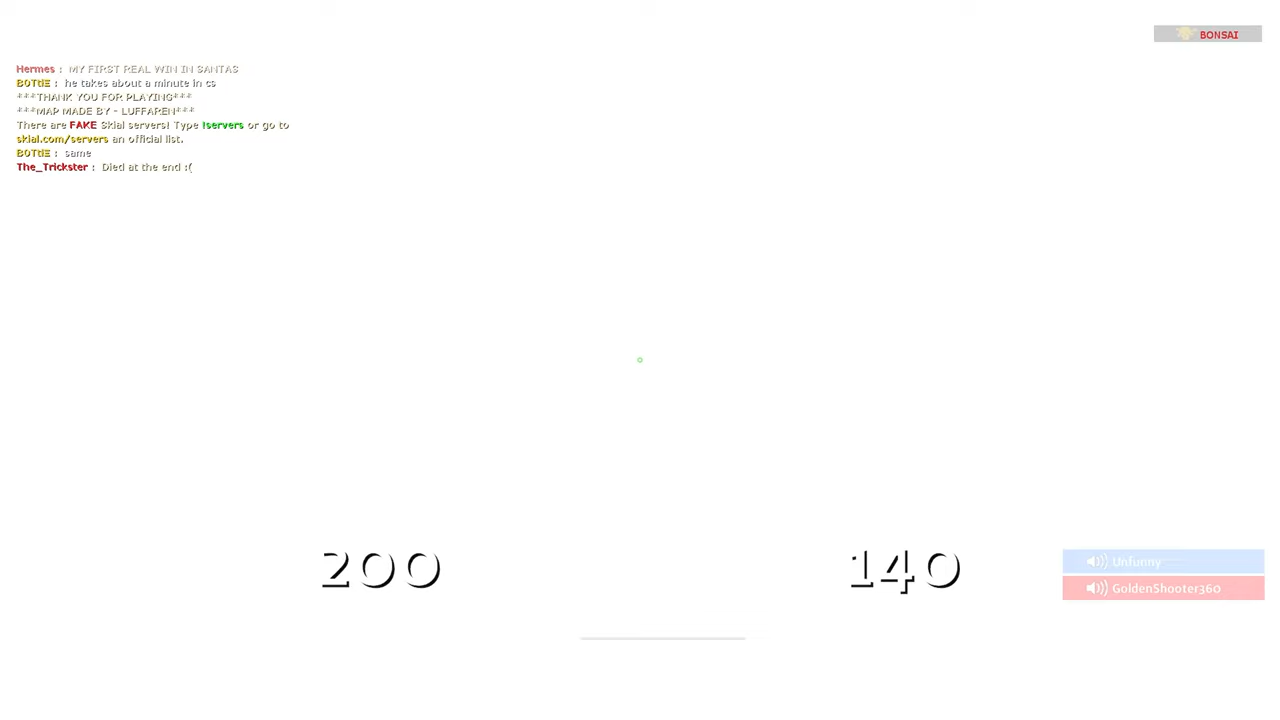 BONSAI
Hermes : MY FIRST REAL WIN IN SANTAS
B0TtlE : he takes about a minute in cs
***THANK YOU FOR PLAYING***
***MAP MADE BY - LUFFAREN***
There are FAKE Skial servers! Type !servers or go to
skial.com/servers an official list.
B0TtlE : same
The_Trickster : Died at the end :(
200
140
Unfunny
GoldenShooter360